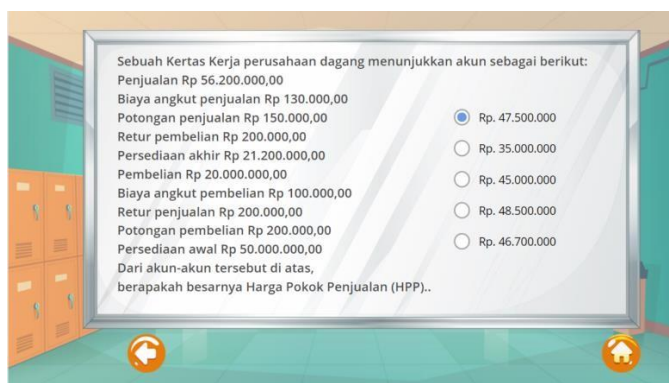 Sebuah Kertas Kerja perusahaan dagang menunjukkan akun sebagai berikut:
Penjualan Rp 56.200.000,00
Biaya angkut penjualan Rp 130.000,00
Potongan penjualan Rp 150.000,00
Retur pembelian Rp 200.000,00
Persediaan akhir Rp 21.200.000,00
Pembelian Rp 20.000.000,00
Biaya angkut pembelian Rp 100.000,00
Retur penjualan Rp 200.000,00
Potongan pembelian Rp 200.000,00
Persediaan awal Rp 50.000.000,00
Dari akun-akun tersebut di atas,
berapakah besarnya Harga Pokok Penjualan (HPP)..
Rp. 47.500.000
Rp. 35.000.000
Rp. 45.000.000
Rp. 48.500.000
Rp. 46.700.000